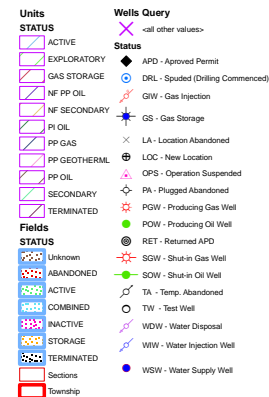 Units
STATUS
ACTIVE
EXPLORATORY
GAS STORAGE
NF PP OIL
NF SECONDARY
PI OIL
PP GAS
PP GEOTHERML
PP OIL
SECONDARY
TERMINATED
Fields
STATUS
Unknown
ABANDONED
ACTIVE
COMBINED
INACTIVE
STORAGE
TERMINATED
Sections
Township
Wells Query
<all other values>
Status
APD - Aproved Permit
DRL - Spuded (Drilling Commenced)
GIW - Gas Injection
GS - Gas Storage
LA - Location Abandoned
LOC - New Location
OPS - Operation Suspended
PA - Plugged Abandoned
PGW - Producing Gas Well
POW - Producing Oil Well
RET - Returned APD
SGW - Shut-in Gas Well
SOW - Shut-in Oil Well
TA - Temp. Abandoned
TW - Test Well
WDW - Water Disposal
WIW - Water Injection Well
WSW - Water Supply Well